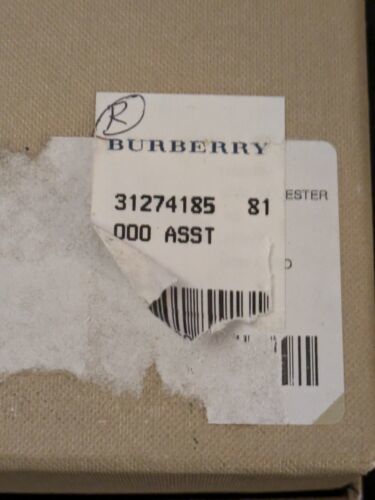 R
BURBERRY
31274185 81
000 ASST
ESTER